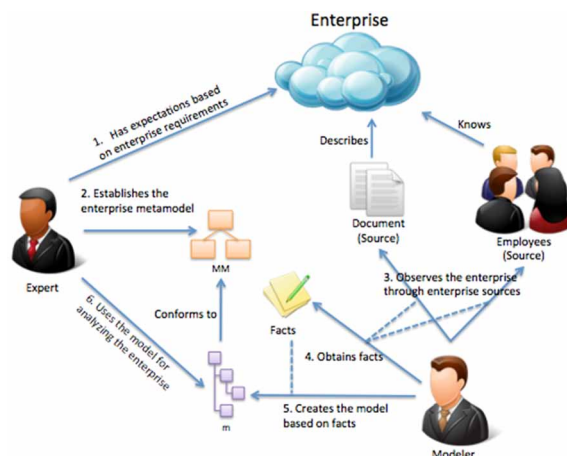 Enterprise
1. Has expectations based
on enterprise requirements
Describes
Knows
2. Establishes the
enterprise metamodel
Document
(Source)
Employees
(Source)
MM
Expert
3. Observes the enterprise
through enterprise sources
6. Uses the model for
analyzing the enterprise
Conforms to
Facts
4. Obtains facts
5. Creates the model
based on facts
m
Modeler